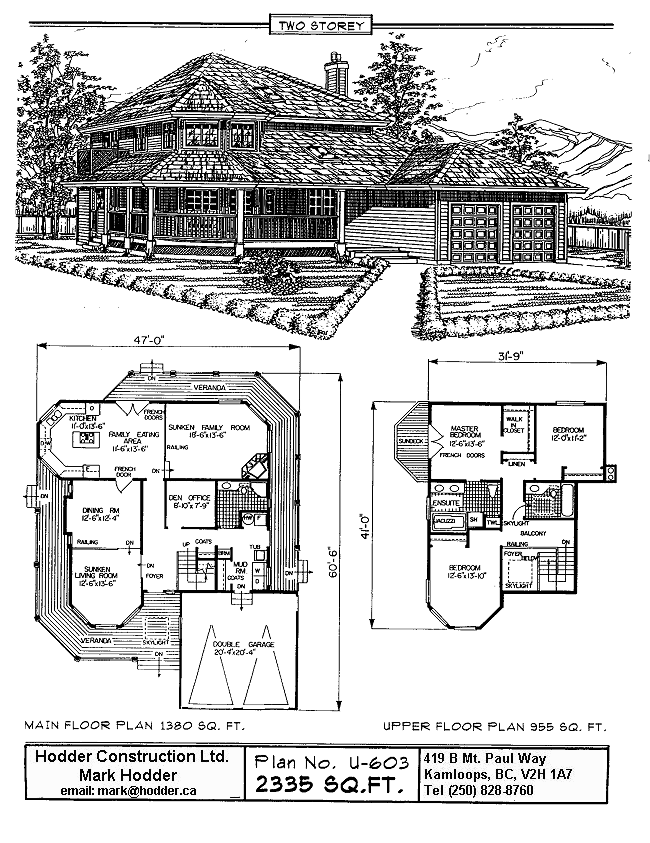 TWO STOREY
47'-0"
31'-9"
DN
VERANDA
KITCHEN
11'-0"x13'-6"
FRENCH
DOORS
FAMILY EATING
AREA
11'-6"x13'-6"
SUNKEN FAMILY ROOM
18'-6"x13'-6"
RAILING
DN
FRENCH
DOOR
DN
DINING RM
12'-6"x12'-4"
DEN OFFICE
8'-10"x7'-9"
HW
F
RAILING
DN
UP
COATS
TUB
SUNKEN
LIVING ROOM
12'-6"x13'-6"
DN
FOYER
MUD
RM.
COATS
W
D
DN
DN
60'-6"
VERANDA
SKYLIGHT
DN
DOUBLE GARAGE
20'-4"x20'-4"
MASTER
BEDROOM
12'-6"x13'-6"
WALK
IN
CLOSET
BEDROOM
12'-0"x11'-2"
SUNDECK
FRENCH DOORS
LINEN
ENSUITE
JACUZZI
SH
TWL
SKYLIGHT
BALCONY
RAILING
DN
FOYER
BELOW
SKYLIGHT
BEDROOM
12'-6"x13'-10"
41'-0"
MAIN FLOOR PLAN 1380 SQ. FT.
UPPER FLOOR PLAN 955 SQ. FT.
Hodder Construction Ltd.
Mark Hodder
email: mark@hodder.ca
Plan No. U-603
2335 SQ.FT.
419 B Mt. Paul Way
Kamloops, BC, V2H 1A7
Tel (250) 828-8760